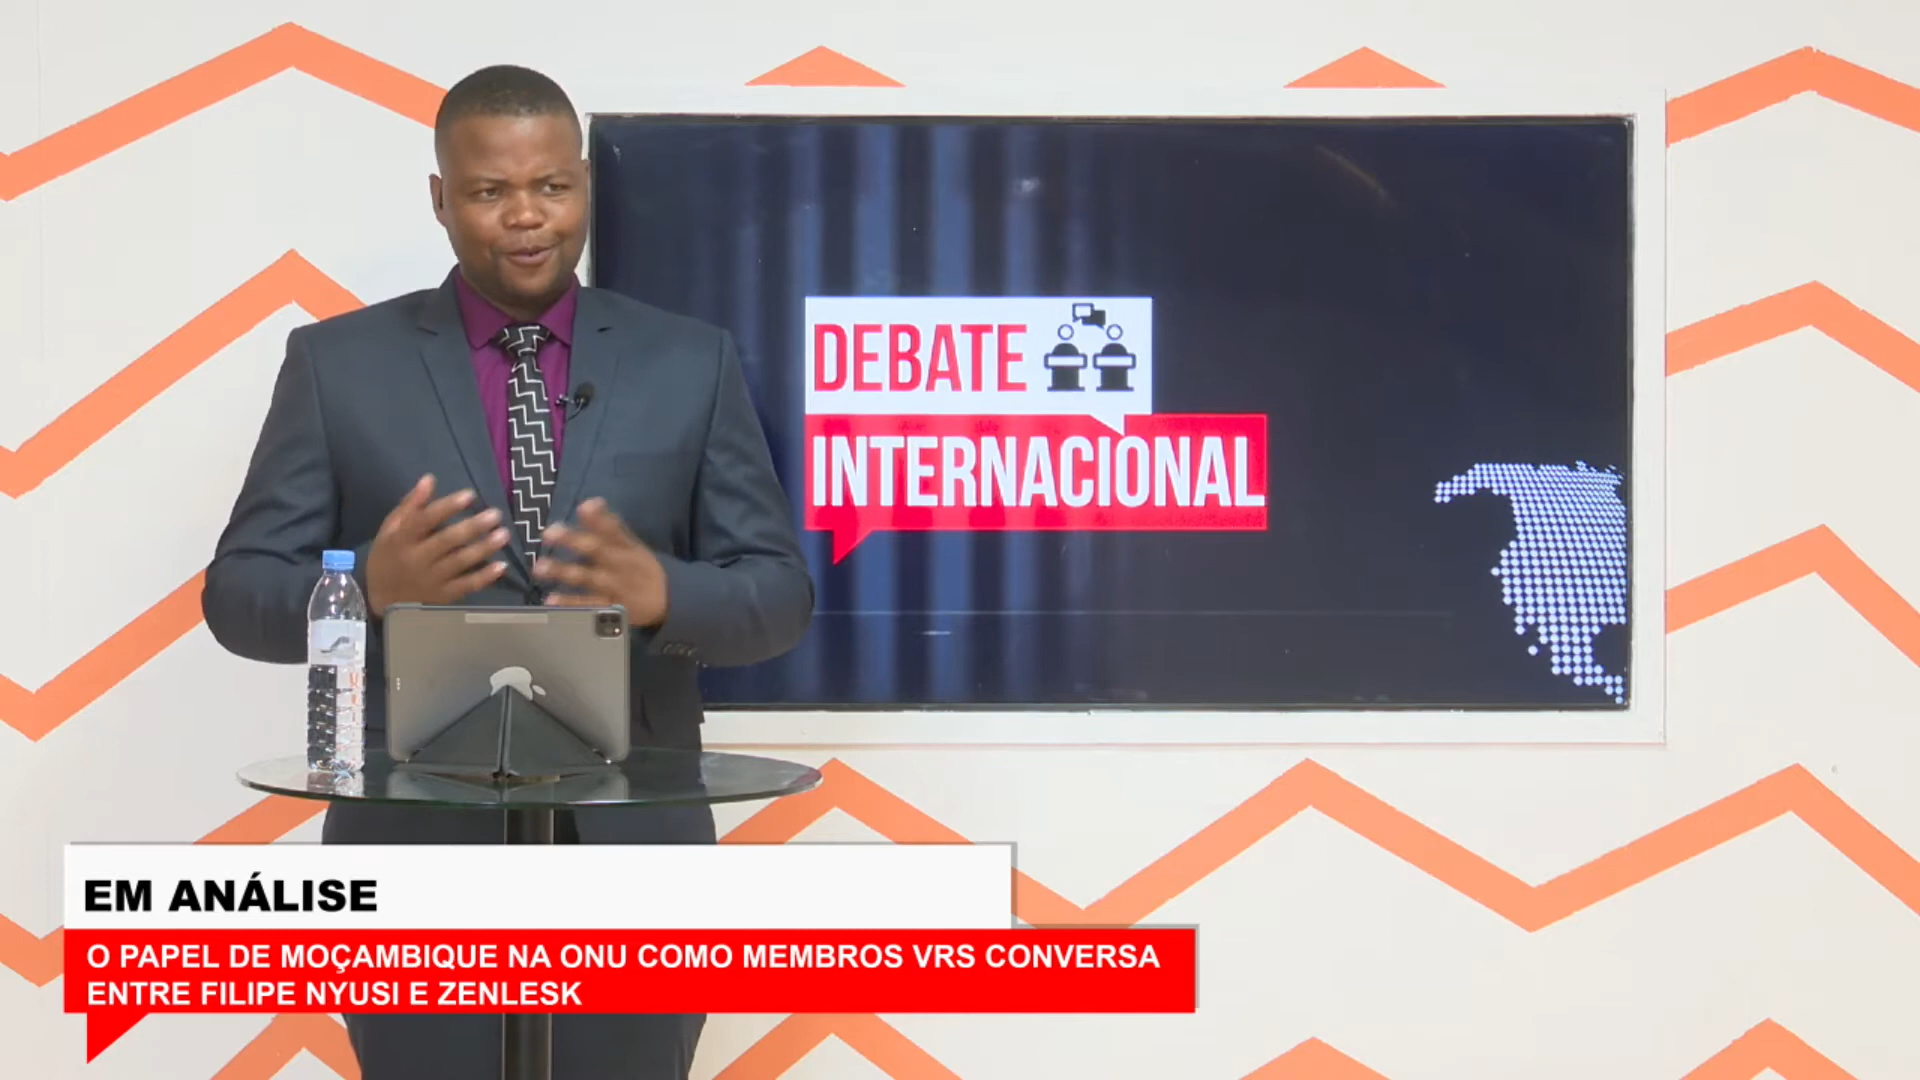 DEBATE
INTERNACIONAL
EM ANÁLISE
O PAPEL DE MOÇAMBIQUE NA ONU COMO MEMBROS VRS CONVERSA
ENTRE FILIPE NYUSI E ZENLESK